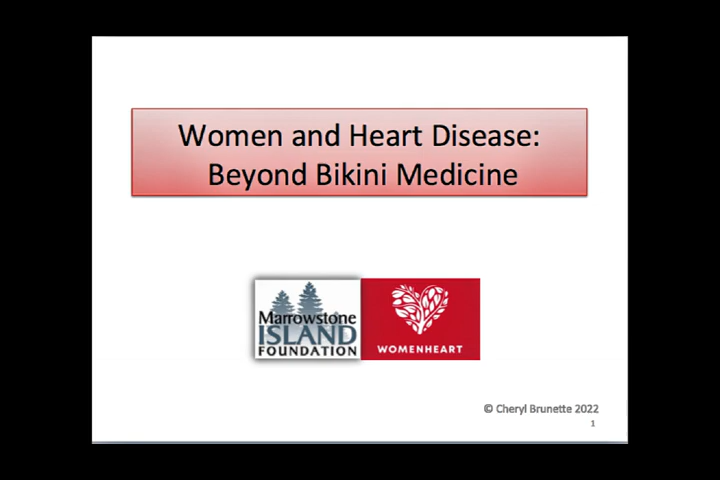 Women and Heart Disease:
Beyond Bikini Medicine
Marrowstone
ISLAND
FOUNDATION
WOMENHEART
© Cheryl Brunette 2022
1